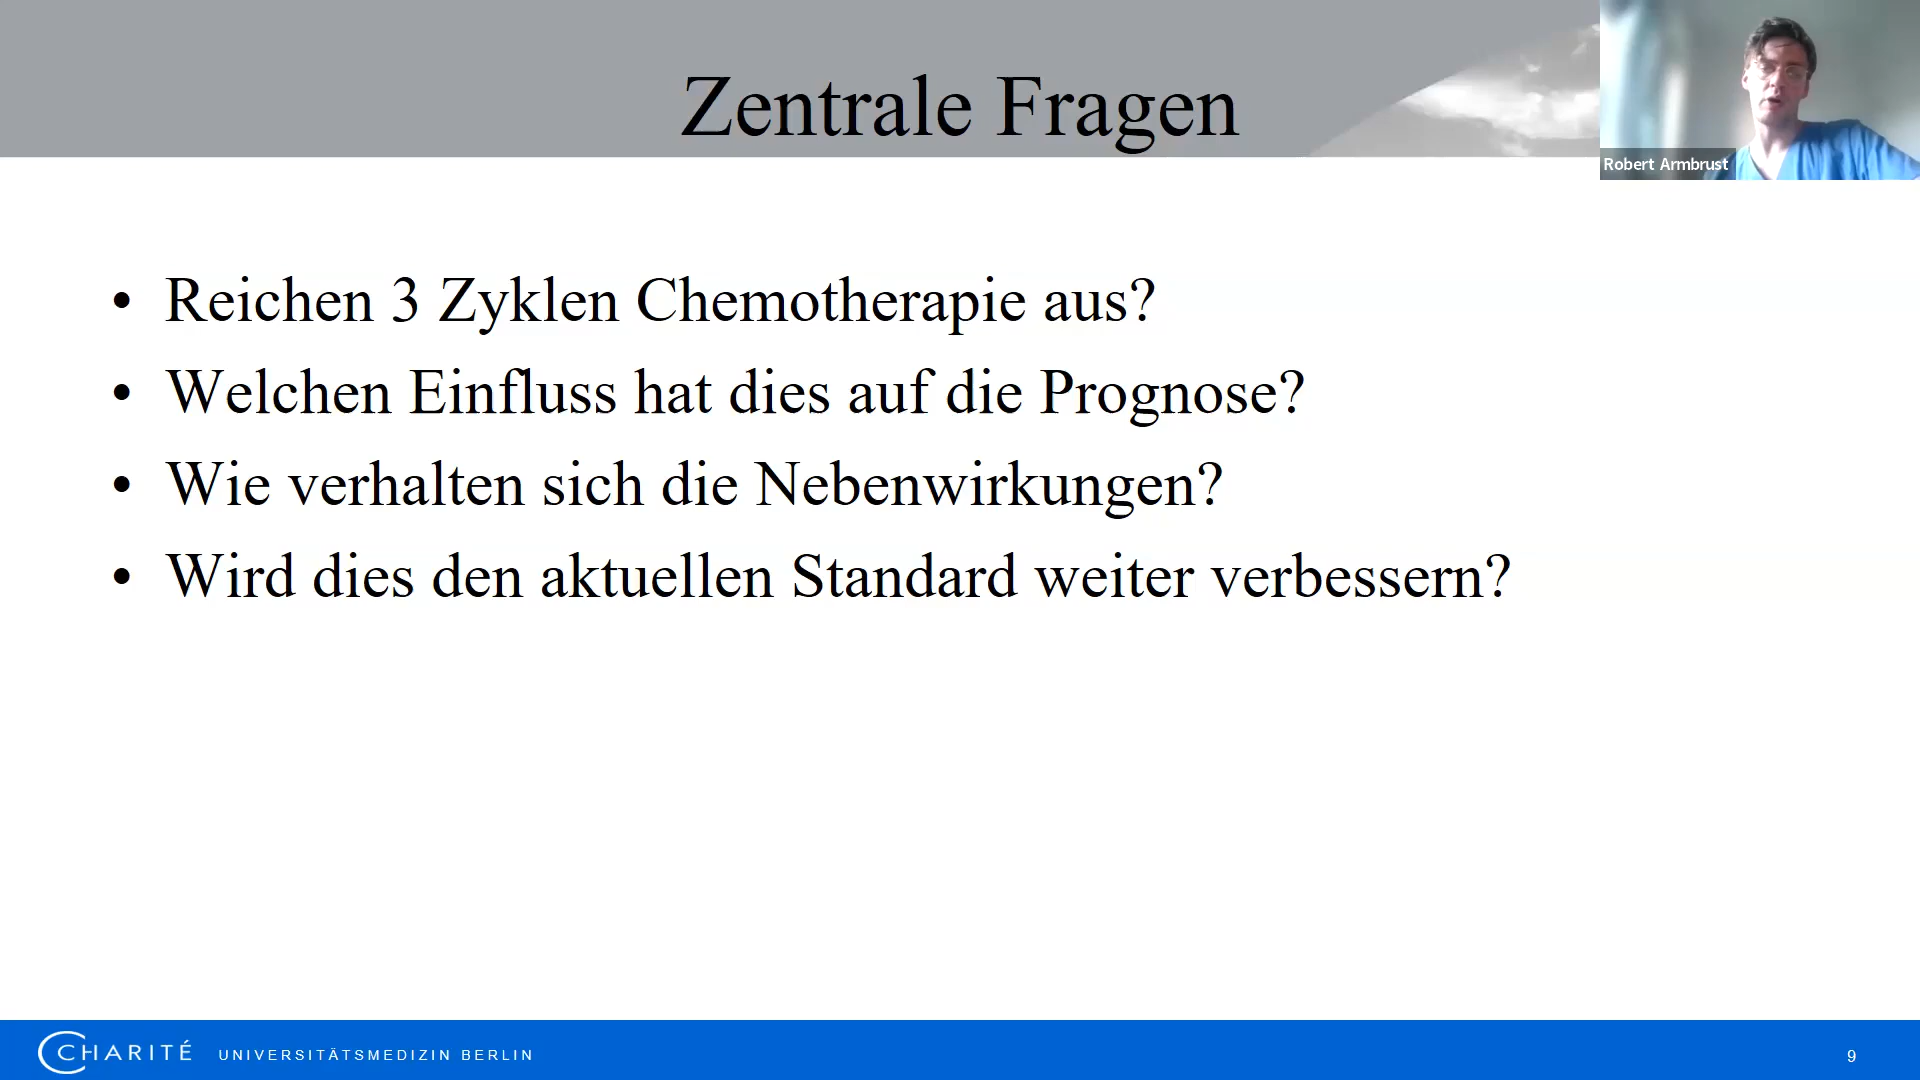 Zentrale Fragen
Robert Armbrust
• Reichen 3 Zyklen Chemotherapie aus?
• Welchen Einfluss hat dies auf die Prognose?
• Wie verhalten sich die Nebenwirkungen?
• Wird dies den aktuellen Standard weiter verbessern?
CHARITÉ UNIVERSITÄTSMEDIZIN BERLIN
9